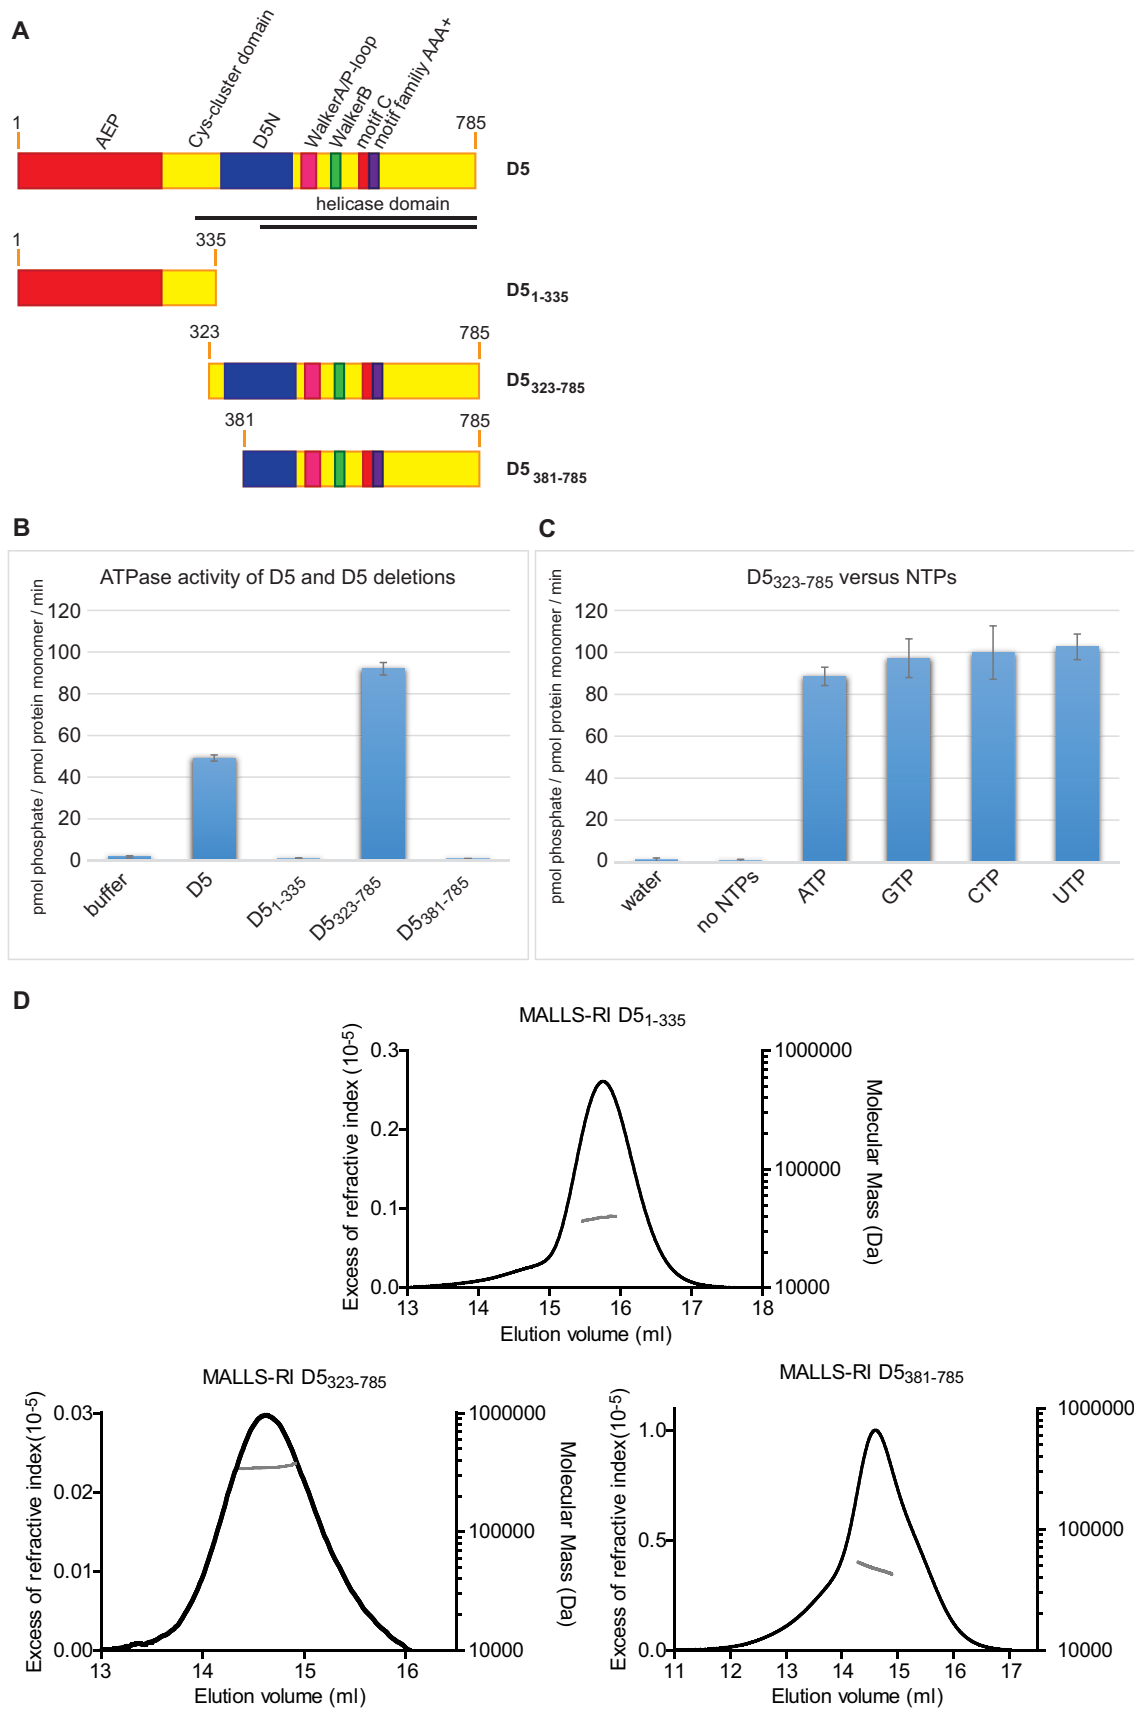 A
AEP
Cys-cluster domain
D5N
WalkerA/P-loop
WalkerB
motif C
motif familiy AAA+
1
785
D5
helicase domain
1
335
D51-335
323
785
D5323-785
381
785
D5 381-785
B
ATPase activity of D5 and D5 deletions
pmol phosphate / pmol protein monomer / min
120
100
80
60
40
20
0
buffer
D5
D51-335
D5323-785
D5381-785
C
D5323-785 versus NTPs
pmol phosphate / pmol protein monomer / min
120
100
80
60
40
20
0
water
no NTPs
ATP
GTP
CTP
UTP
D
MALLS-RI D51-335
Excess of refractive index (10-5)
0.3
0.2
0.1
0.0
1000000
100000
10000
Molecular Mass (Da)
13 14 15 16 17 18
Elution volume (ml)
MALLS-RI D5323-785
Excess of refractive index(10-5)
0.03
0.02
0.01
0.00
1000000
100000
10000
Molecular Mass (Da)
13 14 15 16
Elution volume (ml)
MALLS-RI D5381-785
Excess of refractive index(10-5)
1.0
0.5
0.0
1000000
100000
10000
11 12 13 14 15 16 17
Elution volume (ml)